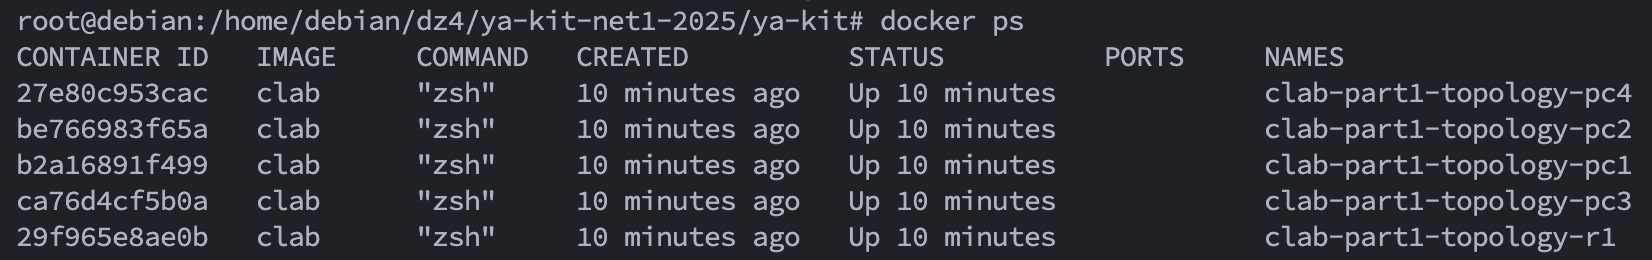 root@debian:/home/debian/dz4/ya-kit-net1-2025/ya-kit# docker ps
CONTAINER ID   IMAGE     COMMAND   CREATED          STATUS          PORTS     NAMES
27e80c953cac   clab      "zsh"     10 minutes ago   Up 10 minutes             clab-part1-topology-pc4
be766983f65a   clab      "zsh"     10 minutes ago   Up 10 minutes             clab-part1-topology-pc2
b2a16891f499   clab      "zsh"     10 minutes ago   Up 10 minutes             clab-part1-topology-pc1
ca76d4cf5b0a   clab      "zsh"     10 minutes ago   Up 10 minutes             clab-part1-topology-pc3
29f965e8ae0b   clab      "zsh"     10 minutes ago   Up 10 minutes             clab-part1-topology-r1